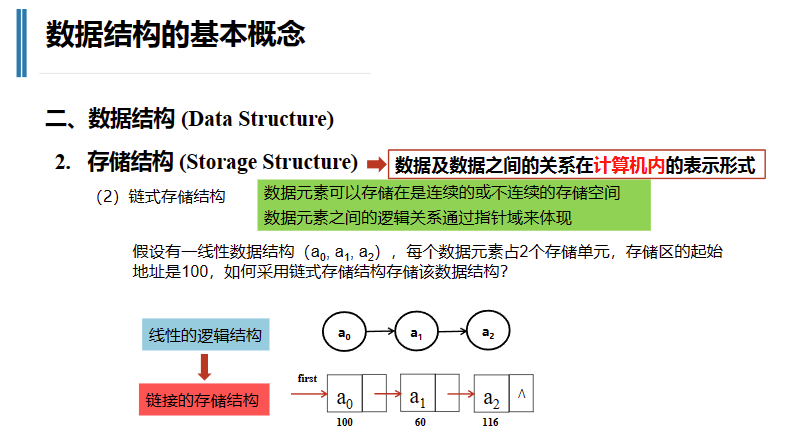 数据结构的基本概念
二、数据结构 (Data Structure)
2. 存储结构 (Storage Structure) 数据及数据之间的关系在计算机内的表示形式
（2）链式存储结构
数据元素可以存储在是连续的或不连续的存储空间
数据元素之间的逻辑关系通过指针域来体现
假设有一线性数据结构（a0, a1, a2），每个数据元素占2个存储单元，存储区的起始
地址是100，如何采用链式存储结构存储该数据结构？
线性的逻辑结构
a0 a1 a2
链接的存储结构
first
a0 a1 a2 ^
100 60 116